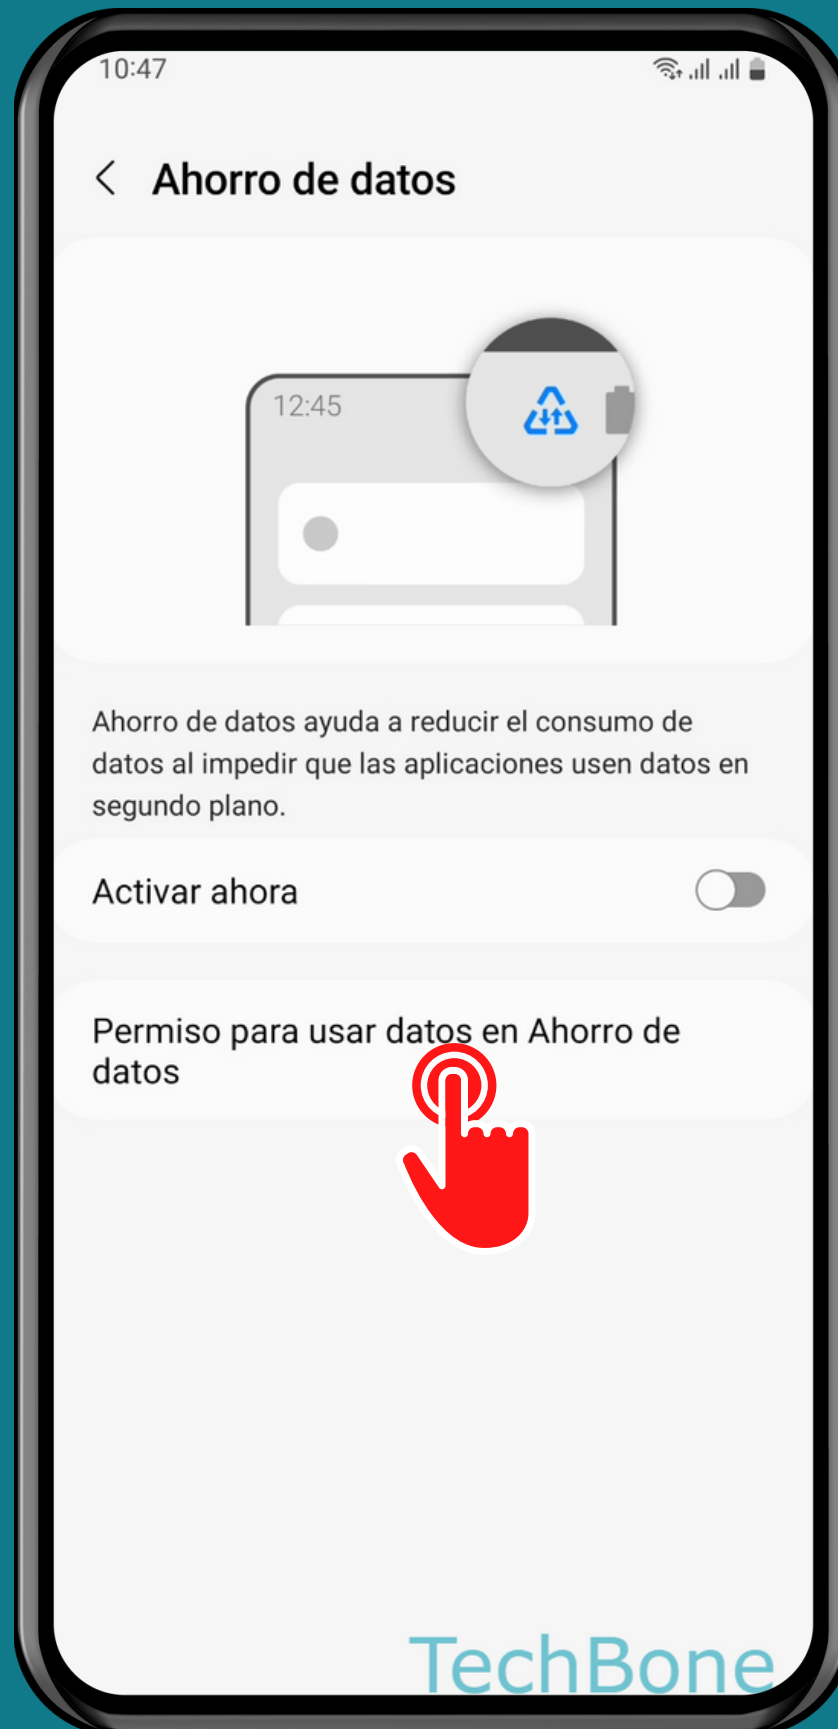 10:47
Ahorro de datos
12:45
Ahorro de datos ayuda a reducir el consumo de
datos al impedir que las aplicaciones usen datos en
segundo plano.
Activar ahora
Permiso para usar datos en Ahorro de
datos
TechBone